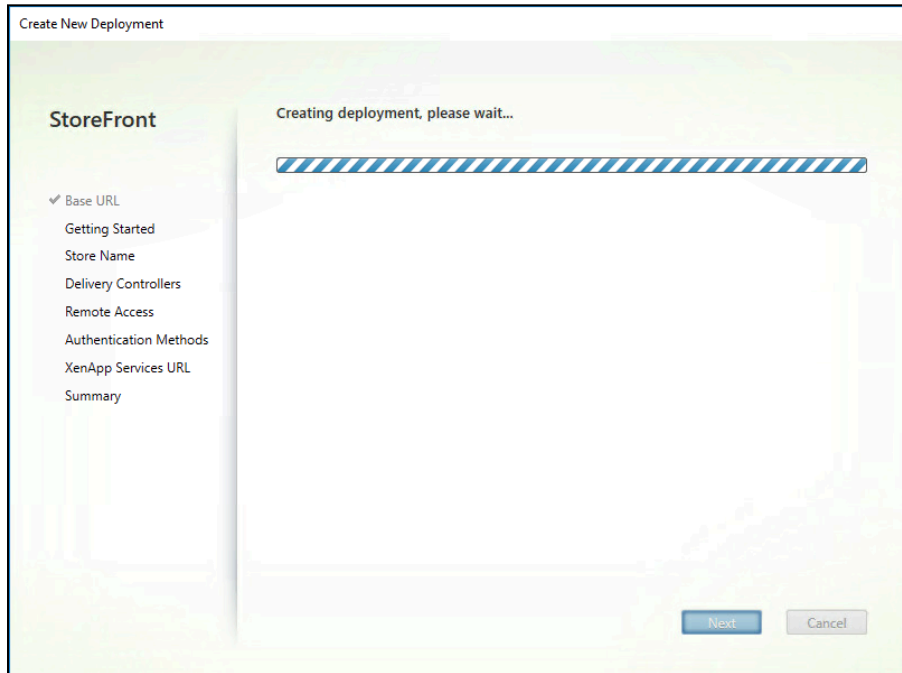 Create New Deployment
StoreFront
Creating deployment, please wait...
✔ Base URL
Getting Started
Store Name
Delivery Controllers
Remote Access
Authentication Methods
XenApp Services URL
Summary
Next
Cancel